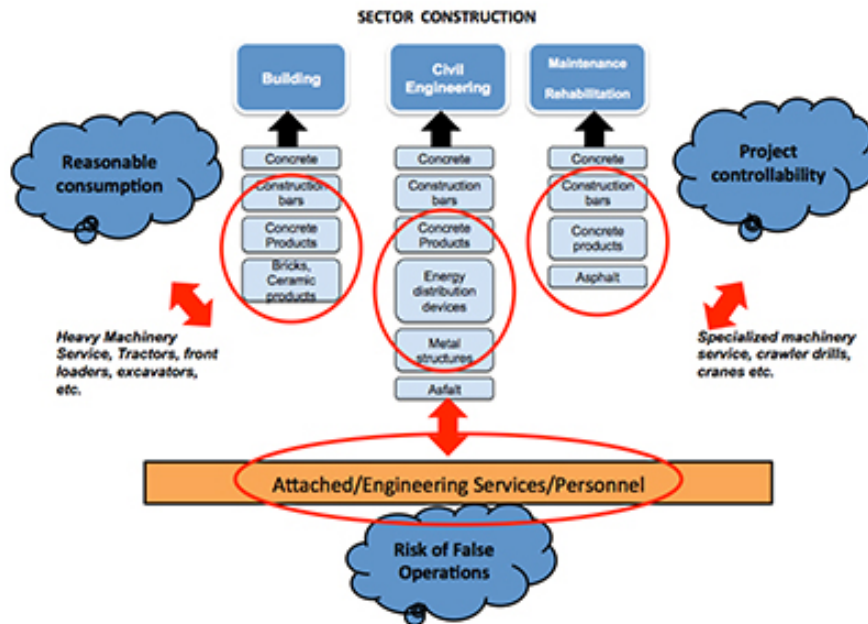 SECTOR CONSTRUCTION
Building
Civil
Engineering
Maintenance
Rehabilitation
Reasonable
consumption
Project
controllability
Concrete
Construction
bars
Concrete
Products
Bricks,
Ceramic
products
Concrete
Construction
bars
Concrete
Products
Energy
distribution
devices
Metal
structures
Asfalt
Concrete
Construction
bars
Concrete
products
Asphalt
Heavy Machinery
Service, Tractors, front
loaders, excavators,
etc.
Specialized machinery
service, crawler drills,
cranes etc.
Attached/Engineering Services/Personnel
Risk of False
Operations